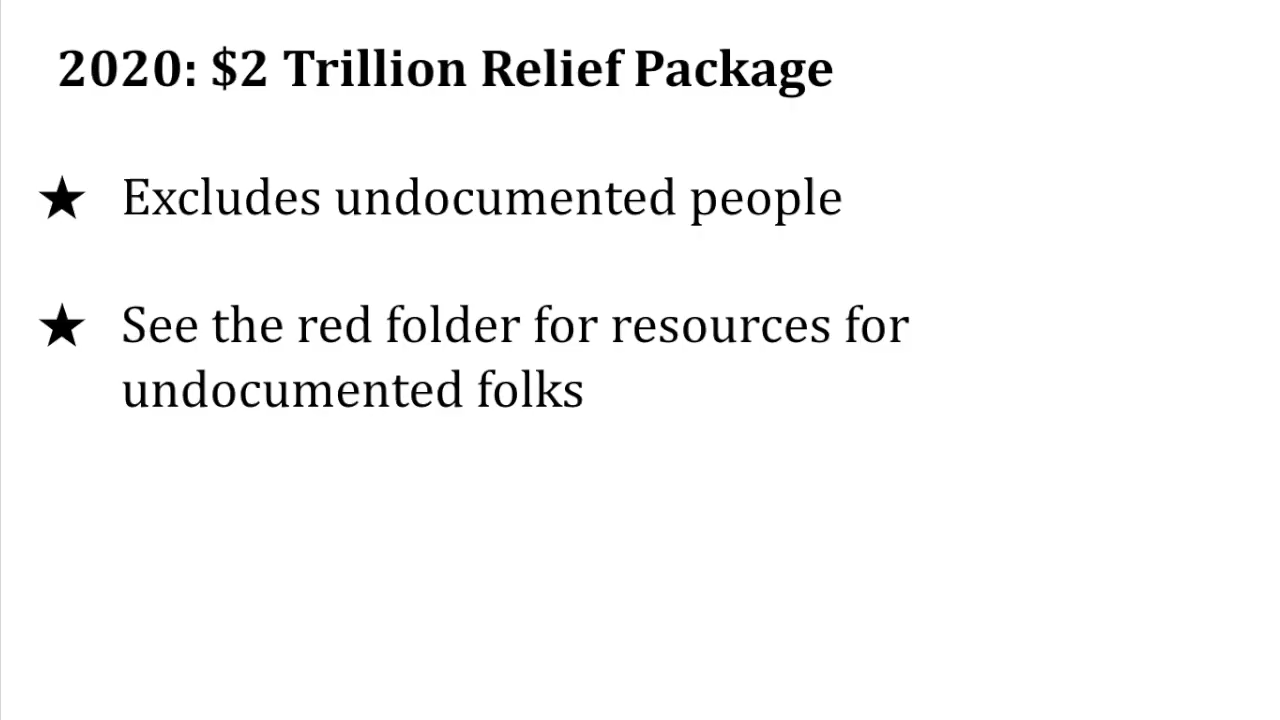 2020: $2 Trillion Relief Package
★ Excludes undocumented people
★ See the red folder for resources for
undocumented folks